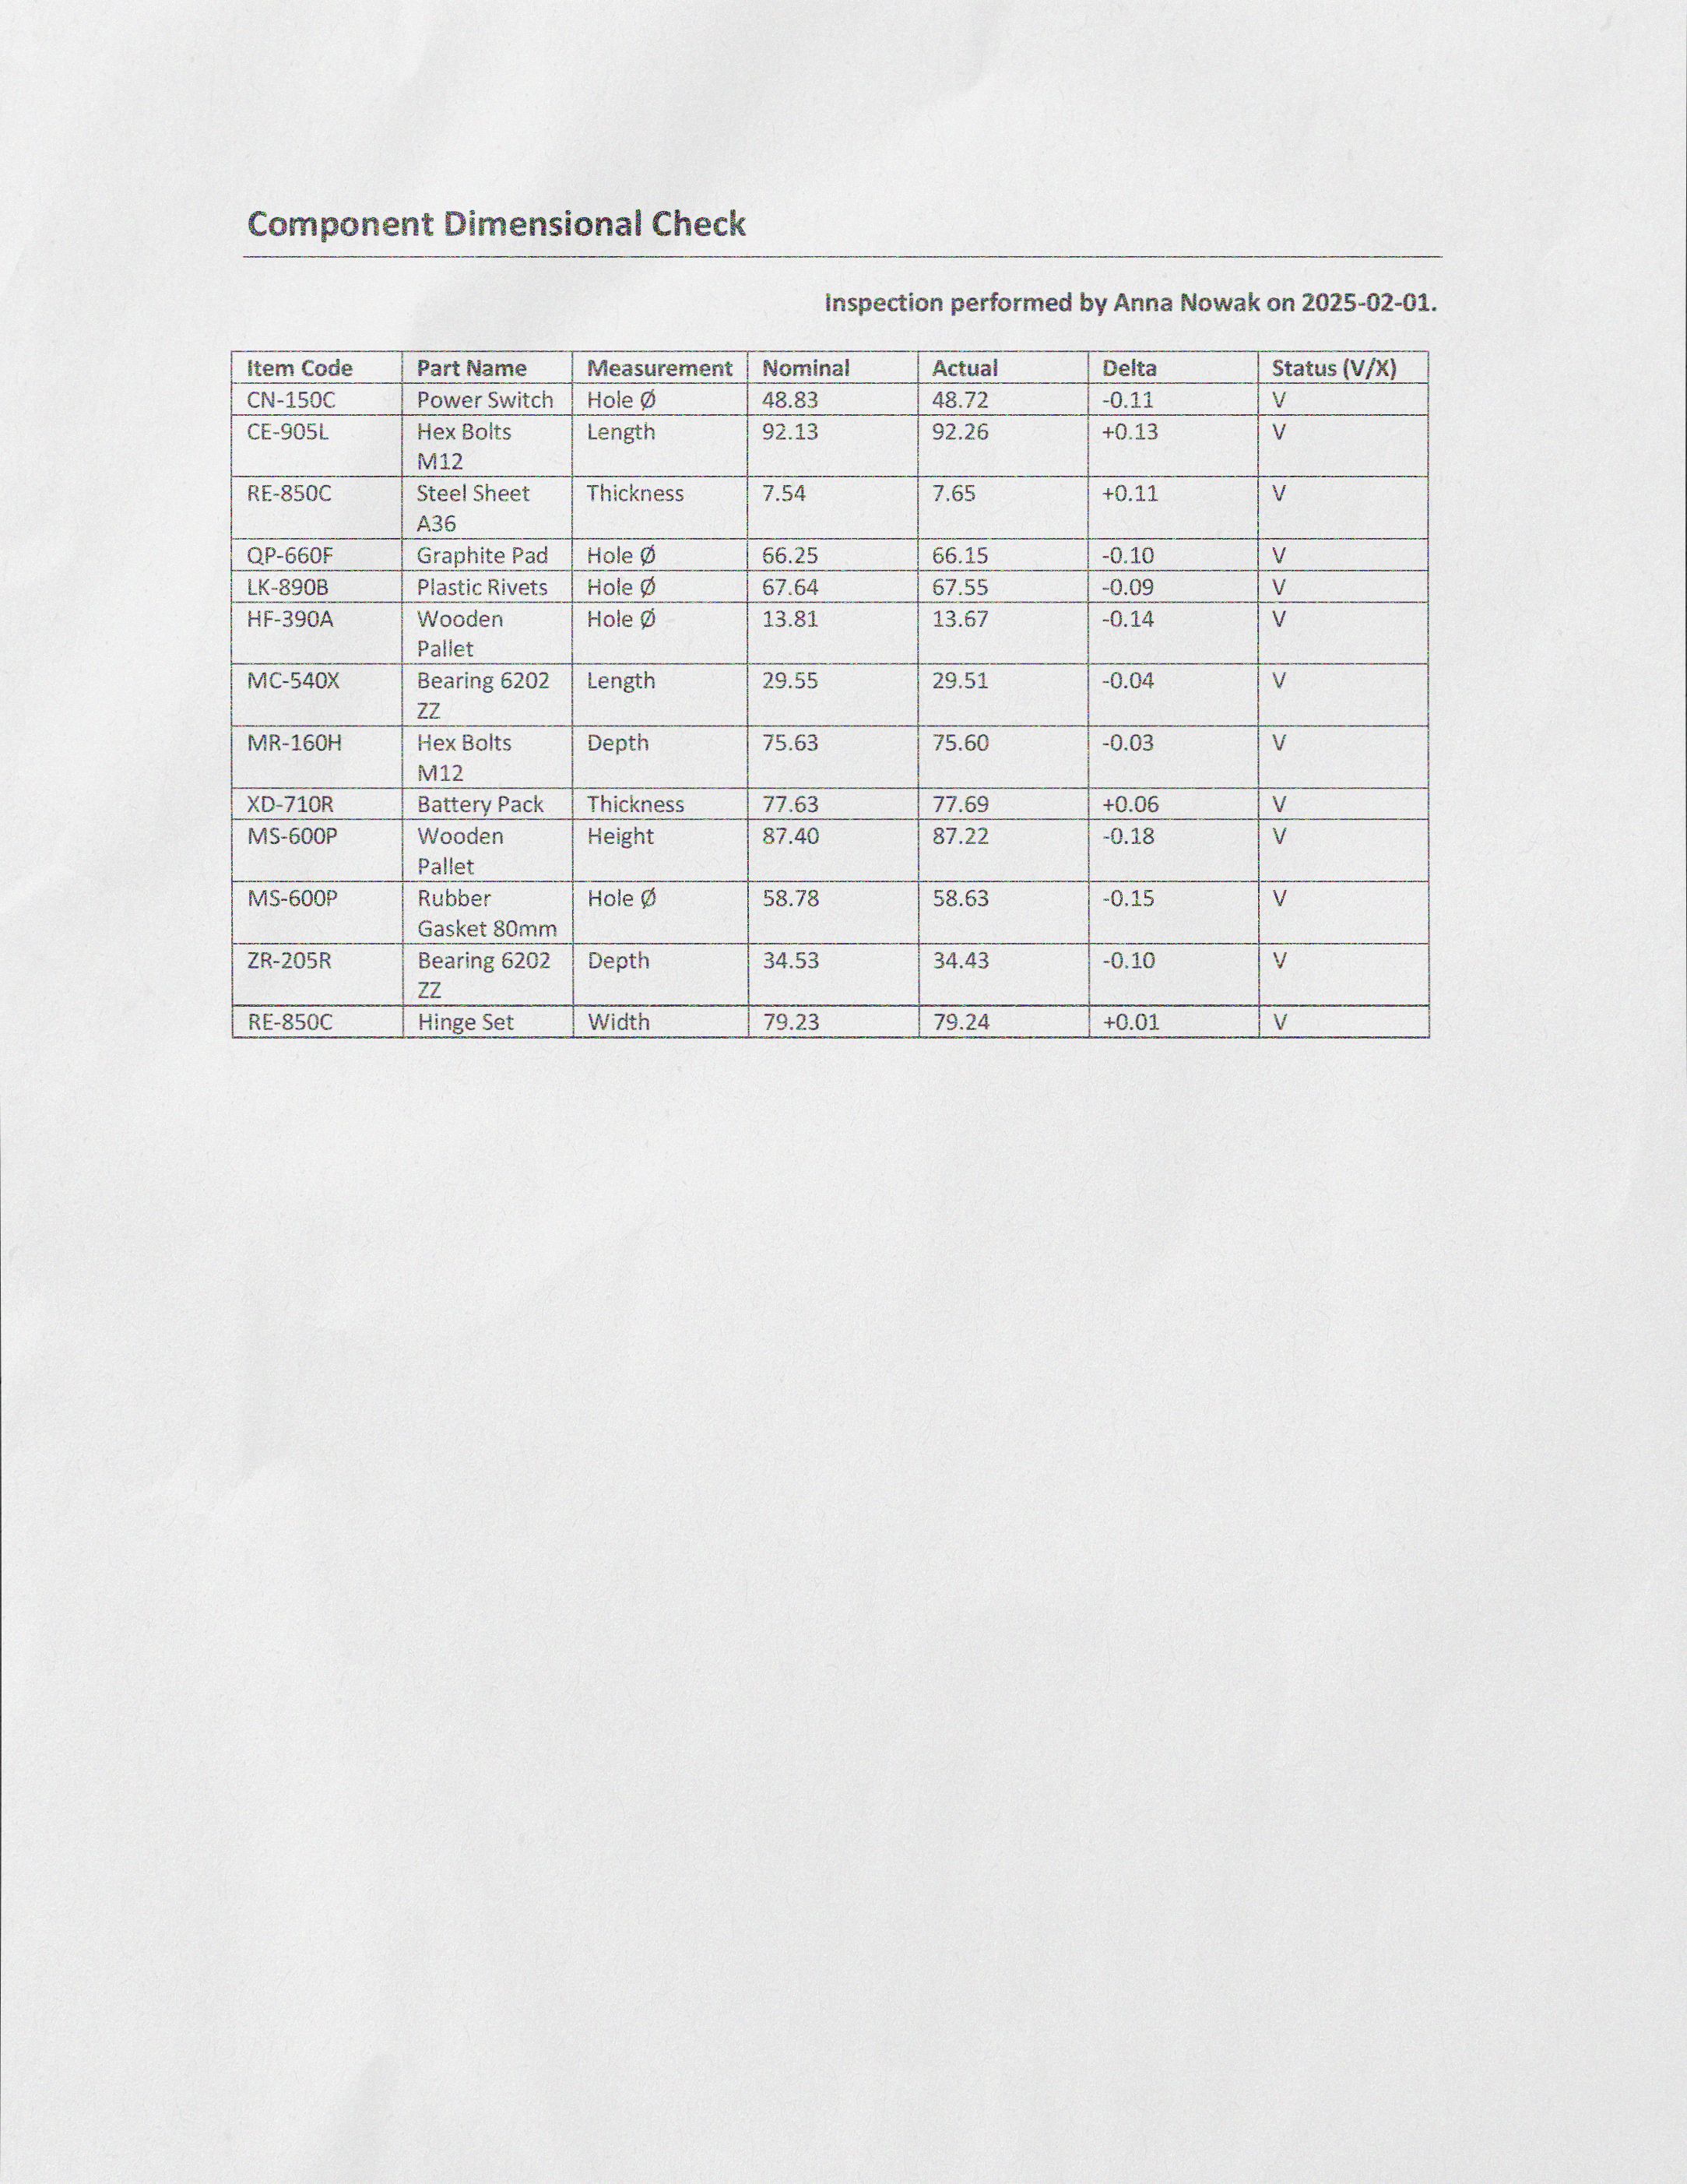 Component Dimensional Check
Inspection performed by Anna Nowak on 2025-02-01.
Item Code Part Name Measurement Nominal Actual Delta Status (V/X)
CN-150C Power Switch Hole Ø 48.83 48.72 -0.11 V
CE-905L Hex Bolts Length 92.13 92.26 +0.13 V
M12
RE-850C Steel Sheet Thickness 7.54 7.65 +0.11 V
A36
QP-660F Graphite Pad Hole Ø 66.25 66.15 -0.10 V
LK-890B Plastic Rivets Hole Ø 67.64 67.55 -0.09 V
HF-390A Wooden Hole Ø 13.81 13.67 -0.14 V
Pallet
MC-540X Bearing 6202 Length 29.55 29.51 -0.04 V
ZZ
MR-160H Hex Bolts Depth 75.63 75.60 -0.03 V
M12
XD-710R Battery Pack Thickness 77.63 77.69 +0.06 V
MS-600P Wooden Height 87.40 87.22 -0.18 V
Pallet
MS-600P Rubber Hole Ø 58.78 58.63 -0.15 V
Gasket 80mm
ZR-205R Bearing 6202 Depth 34.53 34.43 -0.10 V
ZZ
RE-850C Hinge Set Width 79.23 79.24 +0.01 V